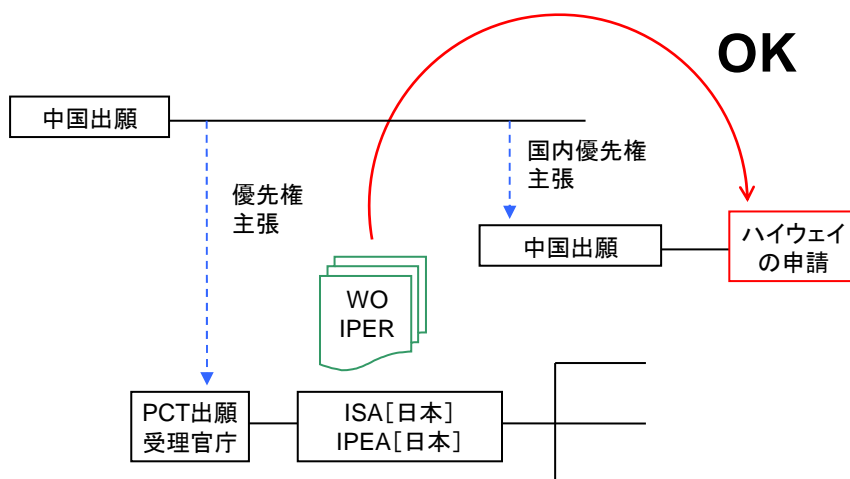 OK
中国出願
国内優先権
主張
優先権
主張
中国出願
ハイウェイ
の申請
WO
IPER
PCT出願
受理官庁
ISA[日本]
IPEA[日本]